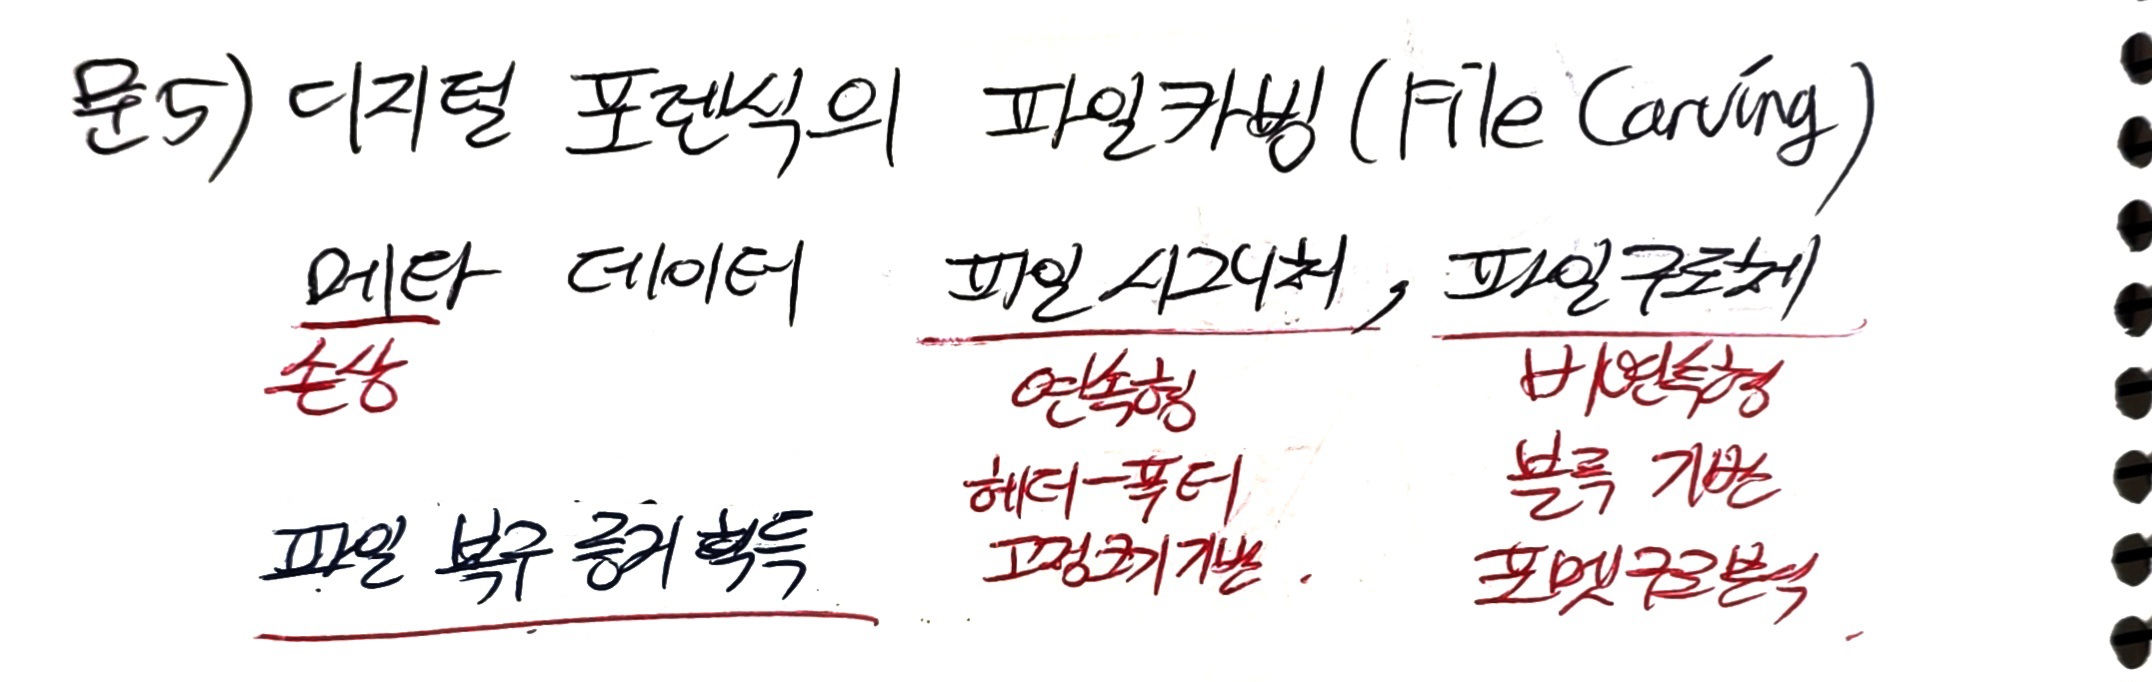 문5) 디지털 포렌식의 파일카빙 (File Carving)
메타 데이터 파일 시그니처, 파일구조체
손상 연속형 비연속형
헤더-푹터 블록 기반
파일 복구 증거 획득 고정크기기반. 포멧구조분석